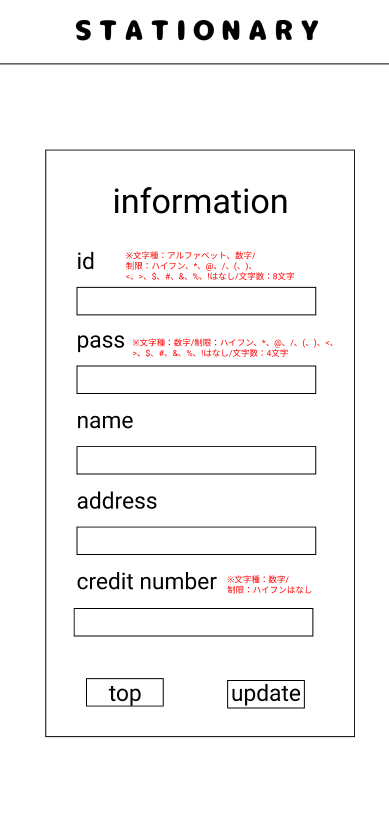 STATIONARY
information
id
※文字種：アルファベット、数字/
制限：ハイフン、*、@、/、(、)、
<、>、$、#、&、%、!はなし/文字数：8文字
pass
※文字種：数字/制限：ハイフン、*、@、/、(、)、<、
>、$、#、&、%、!はなし/文字数：4文字
name
address
credit number
※文字種：数字/
制限：ハイフンはなし
top
update